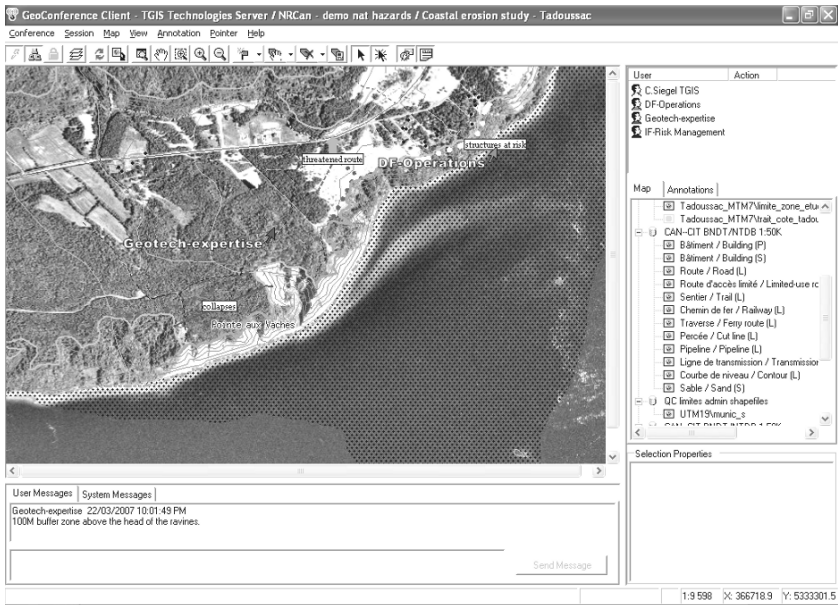 GeoConference Client - TGIS Technologies Server / NRCan - demo nat hazards / Coastal erosion study - Tadoussac
Conference Session Map View Annotation Pointer Help
User Action
C.Siegel TGIS
DF-Operations
Geotech-expertise
IF-Risk Management
structures at risk
threatened route
DF-Operations
Geotech-expertise
collapses
Pointe aux Vaches
Map Annotations
Tadoussac_MTM7\limite_zone_etu
Tadoussac_MTM7\trait_cote_tadou
CAN-CIT BNDT/NTDB 1:50K
Bâtiment / Building (P)
Bâtiment / Building (S)
Route / Road (L)
Route d'accès limité / Limited-use rc
Sentier / Trail (L)
Chemin de fer / Railway (L)
Traverse / Ferry route (L)
Percée / Cut line (L)
Pipeline / Pipeline (L)
Ligne de transmission / Transmission
Courbe de niveau / Contour (L)
Sable / Sand (S)
QC limites admin shapefiles
UTM19\munic_s
Selection Properties
User Messages System Messages
Geotech-expertise 22/03/2007 10:01:49 PM
100M buffer zone above the head of the ravines.
Send Message
1:9 598 X: 366718.9 Y: 5333301.5